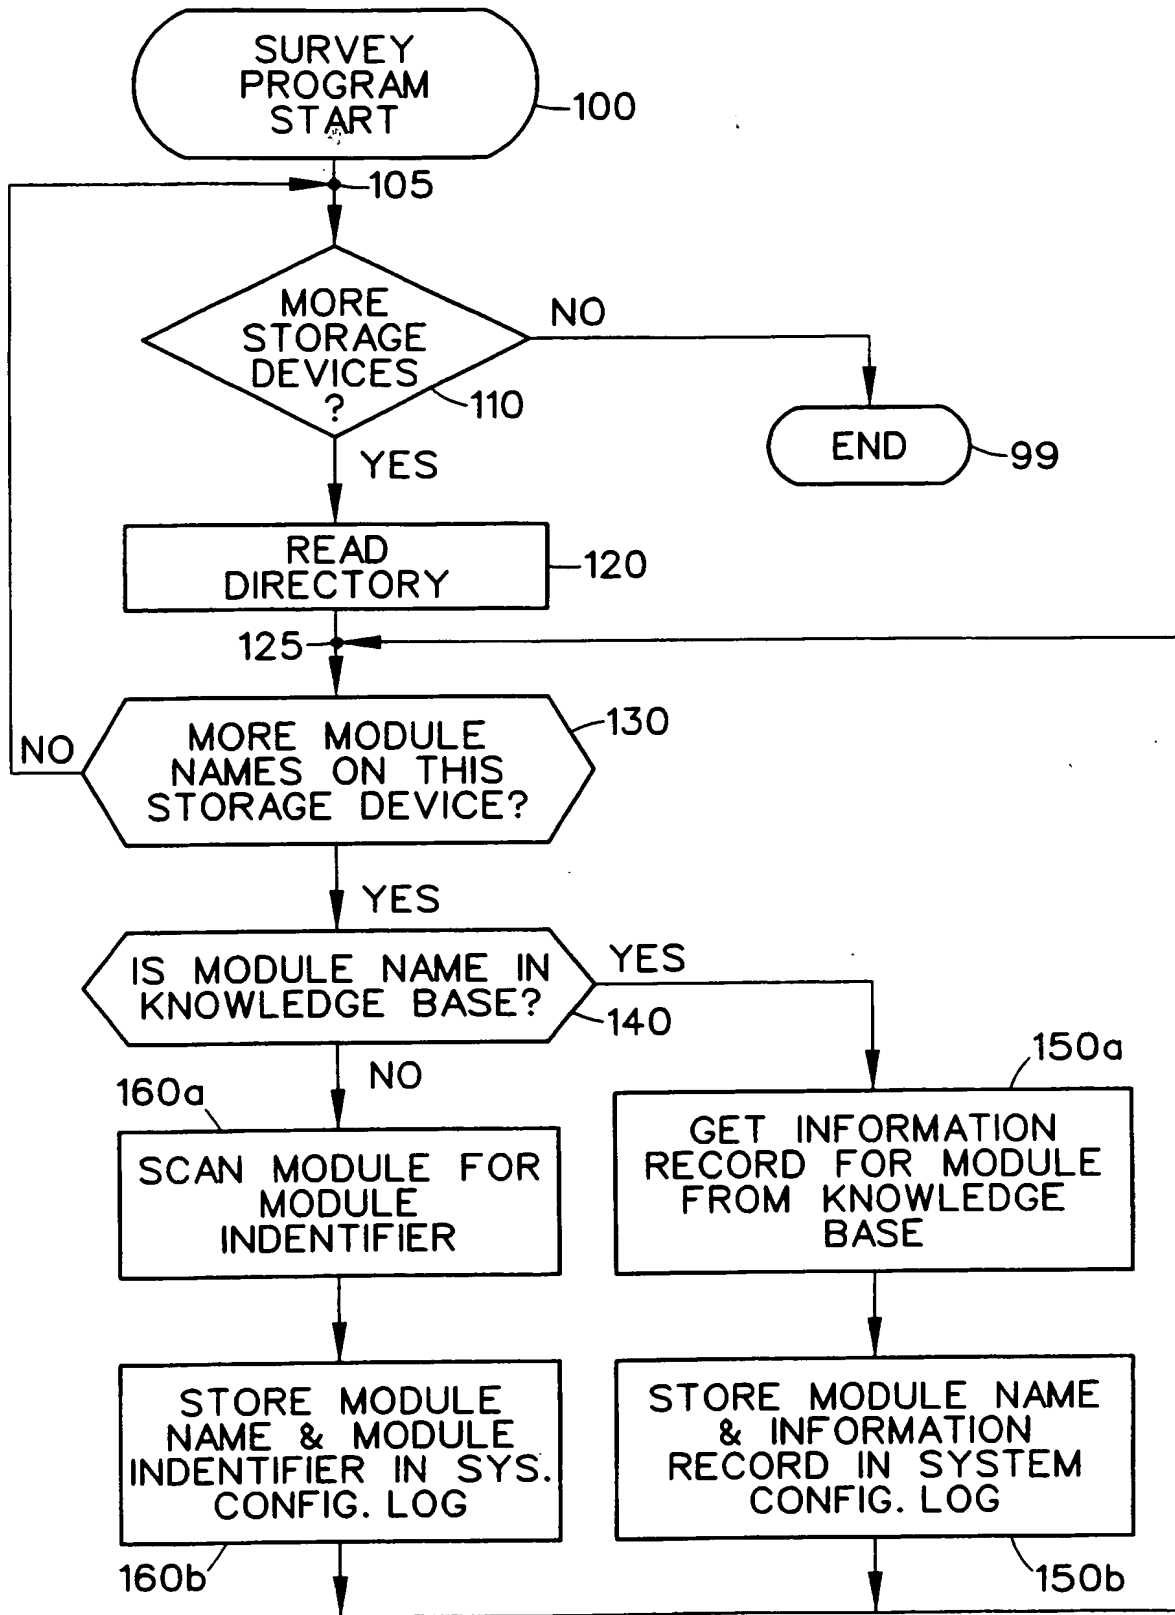 SURVEY
PROGRAM
START
100
105
MORE
STORAGE
DEVICES
?
110
NO
END
99
YES
READ
DIRECTORY
120
125
MORE MODULE
NAMES ON THIS
STORAGE DEVICE?
130
NO
YES
IS MODULE NAME IN
KNOWLEDGE BASE?
140
YES
NO
160a
SCAN MODULE FOR
MODULE
INDENTIFIER
150a
GET INFORMATION
RECORD FOR MODULE
FROM KNOWLEDGE
BASE
STORE MODULE
NAME & MODULE
INDENTIFIER IN SYS.
CONFIG. LOG
160b
STORE MODULE NAME
& INFORMATION
RECORD IN SYSTEM
CONFIG. LOG
150b